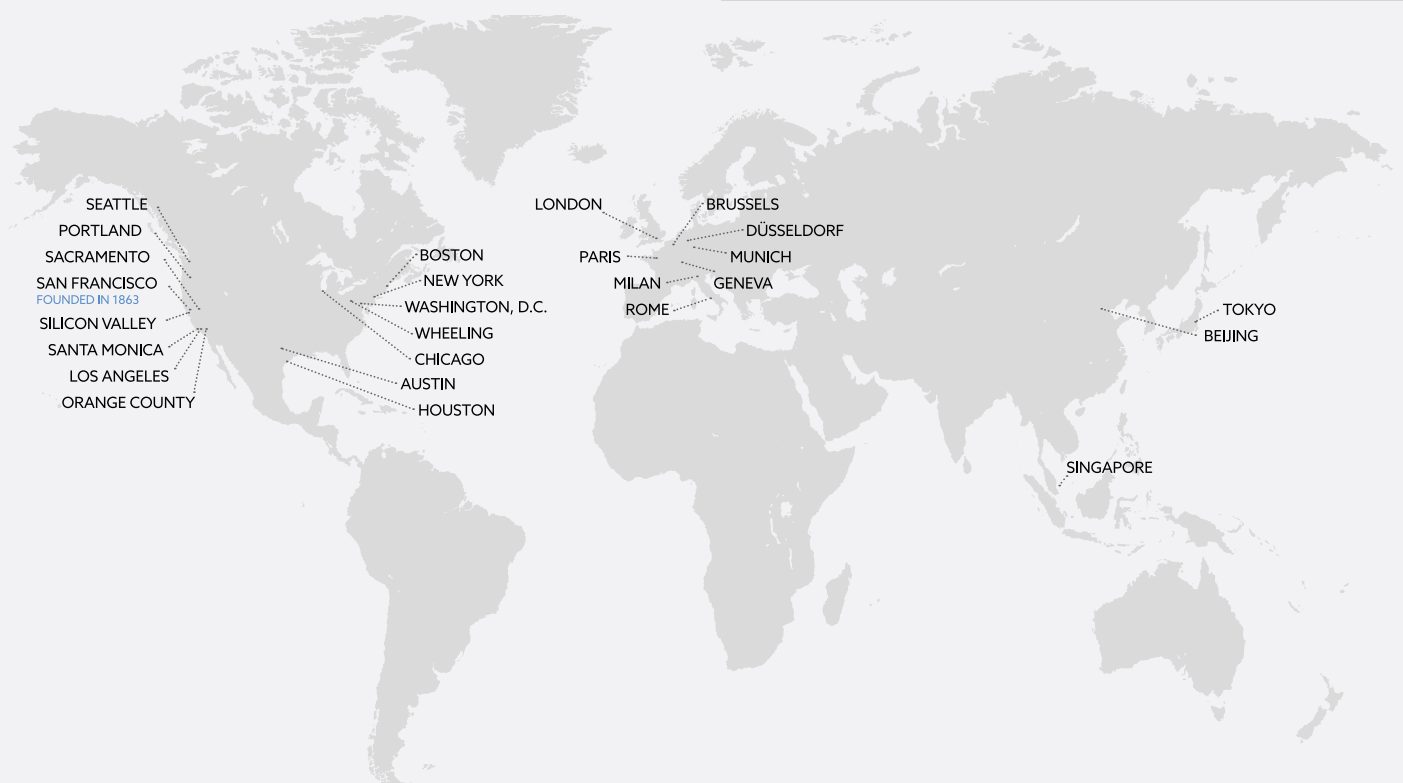 SEATTLE
PORTLAND
SACRAMENTO
SAN FRANCISCO
FOUNDED IN 1863
SILICON VALLEY
SANTA MONICA
LOS ANGELES
ORANGE COUNTY
BOSTON
NEW YORK
WASHINGTON, D.C.
WHEELING
CHICAGO
AUSTIN
HOUSTON
LONDON
PARIS
MILAN
ROME
BRUSSELS
DÜSSELDORF
MUNICH
GENEVA
TOKYO
BEIJING
SINGAPORE